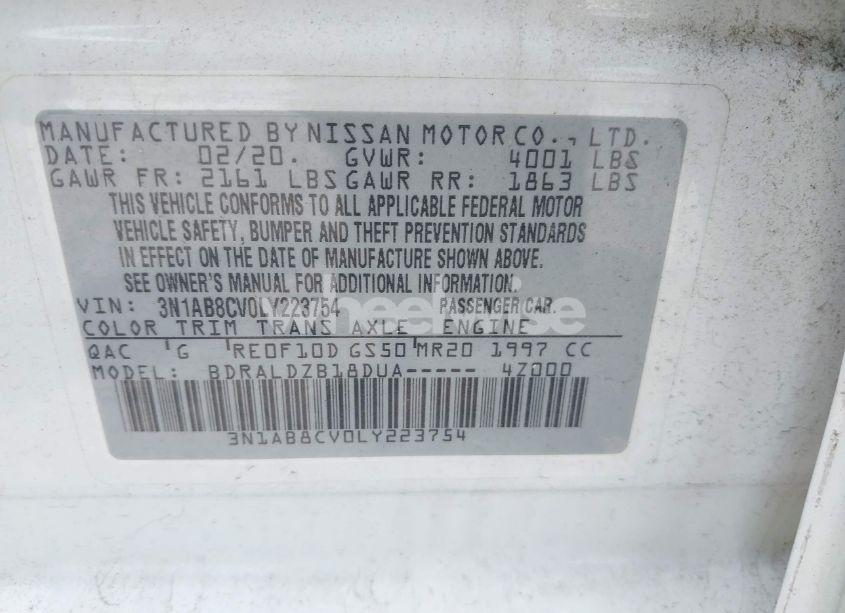 MANUFACTURED BY NISSAN MOTOR CO., LTD.
DATE: 02/20. GVWR: 4001 LBS
GAWR FR: 2161 LBS GAWR RR: 1863 LBS
THIS VEHICLE CONFORMS TO ALL APPLICABLE FEDERAL MOTOR
VEHICLE SAFETY, BUMPER AND THEFT PREVENTION STANDARDS
IN EFFECT ON THE DATE OF MANUFACTURE SHOWN ABOVE.
SEE OWNER'S MANUAL FOR ADDITIONAL INFORMATION.
VIN: 3N1AB8CV0LY223754 PASSENGER CAR.
COLOR TRIM TRANS AXLE ENGINE
QAC G RE0F10D GS50 MR20 1997 CC
MODEL: BDRALDZB18DUA----- 4Z000
3N1AB8CV0LY223754